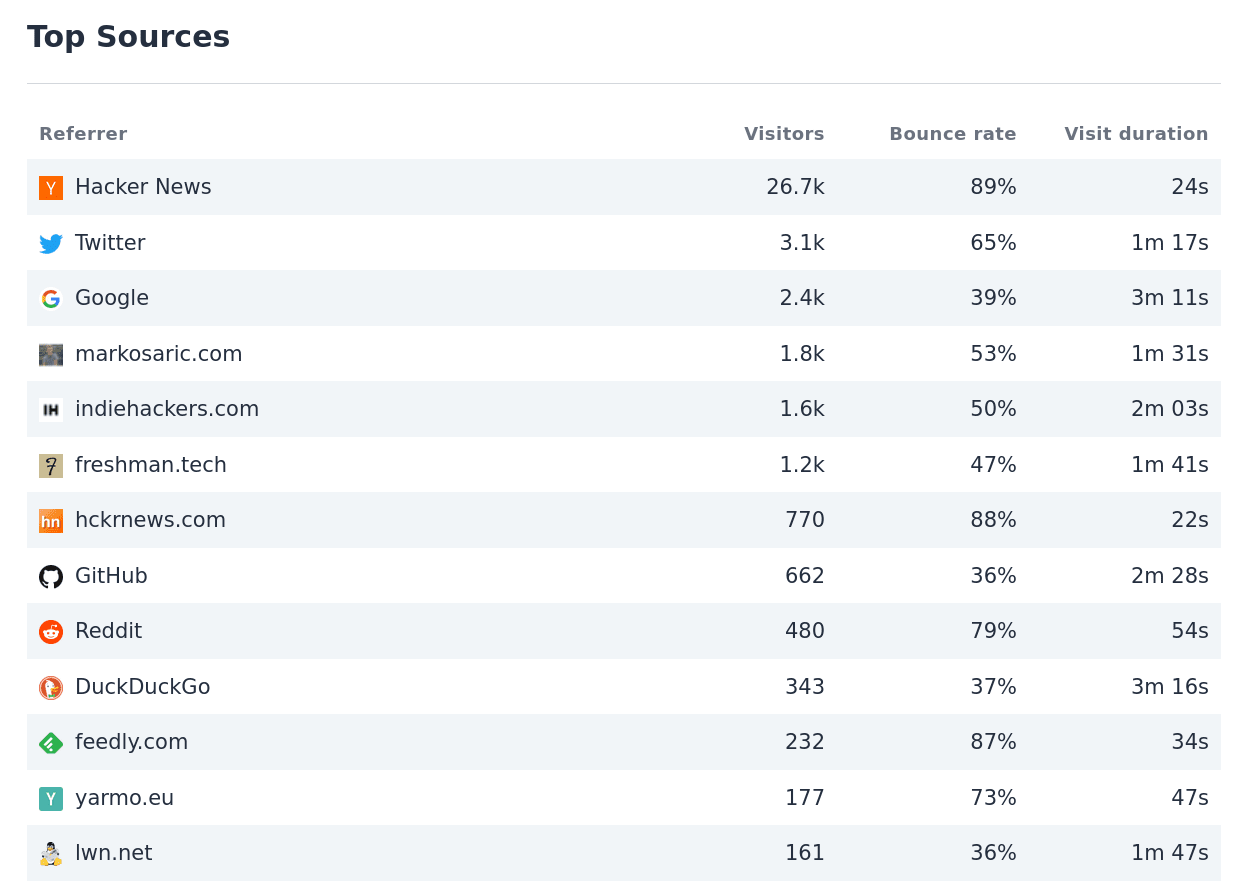 Top Sources
Referrer Visitors Bounce rate Visit duration
Hacker News 26.7k 89% 24s
Twitter 3.1k 65% 1m 17s
Google 2.4k 39% 3m 11s
markosaric.com 1.8k 53% 1m 31s
indiehackers.com 1.6k 50% 2m 03s
freshman.tech 1.2k 47% 1m 41s
hckrnews.com 770 88% 22s
GitHub 662 36% 2m 28s
Reddit 480 79% 54s
DuckDuckGo 343 37% 3m 16s
feedly.com 232 87% 34s
yarmo.eu 177 73% 47s
lwn.net 161 36% 1m 47s